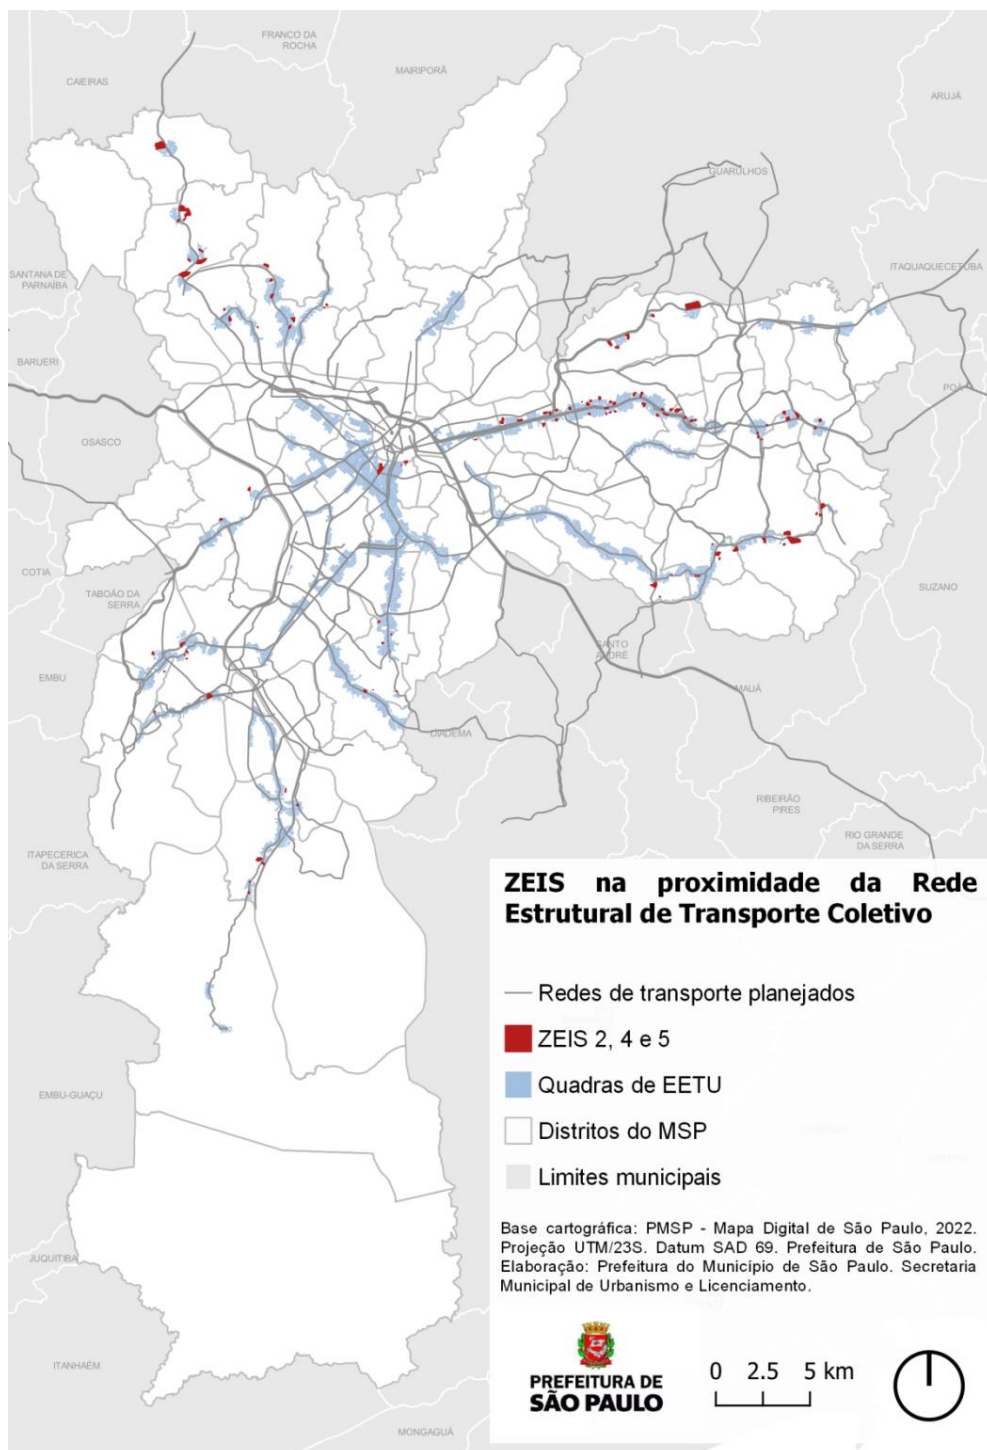 FRANCO DA
ROCHA
MAIRIPORÃ
CAIEIRAS
ARUJÁ
GUARULHOS
ITAQUAQUECETUBA
SANTANA DE
PARNAÍBA
BARUERI
POÁ
OSASCO
COTIA
TABOÃO DA
SERRA
SUZANO
SANTO
ANDRÉ
EMBU
MAUÁ
DIADEMA
RIBEIRÃO
PIRES
RIO GRANDE
DA SERRA
ITAPECERICA
DA SERRA
EMBU-GUAÇU
JUQUITIBA
ITANHAÉM
MONGAGUÁ
ZEIS na proximidade da Rede
Estrutural de Transporte Coletivo
Redes de transporte planejados
ZEIS 2, 4 e 5
Quadras de EETU
Distritos do MSP
Limites municipais
Base cartográfica: PMSP - Mapa Digital de São Paulo, 2022.
Projeção UTM/23S. Datum SAD 69. Prefeitura de São Paulo.
Elaboração: Prefeitura do Município de São Paulo. Secretaria
Municipal de Urbanismo e Licenciamento.
PREFEITURA DE
SÃO PAULO
0 2.5 5 km